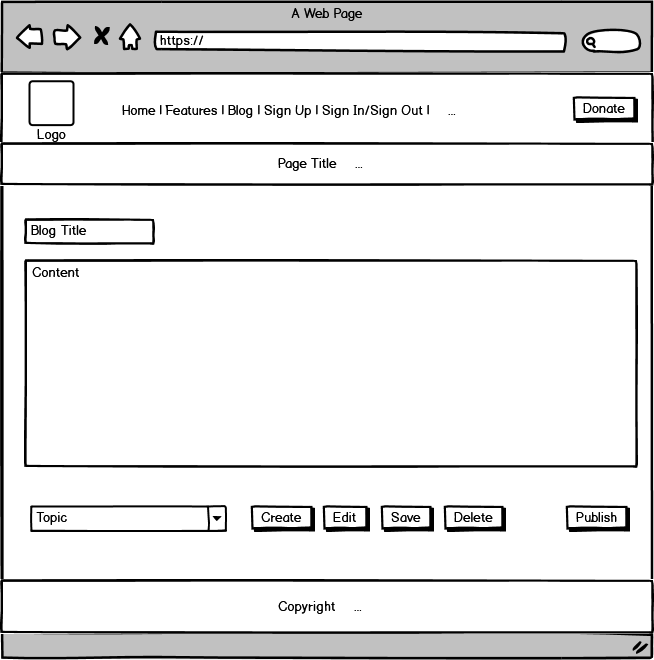 A Web Page
https://
Logo
Home | Features | Blog | Sign Up | Sign In/Sign Out | ...
Donate
Page Title ...
Blog Title
Content
Topic
Create
Edit
Save
Delete
Publish
Copyright ...